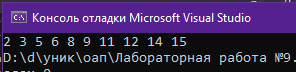 Консоль отладки Microsoft Visual Studio
2 3 5 6 8 9 11 12 14 15
D:\d\уник\оап\Лабораторная работа №9.